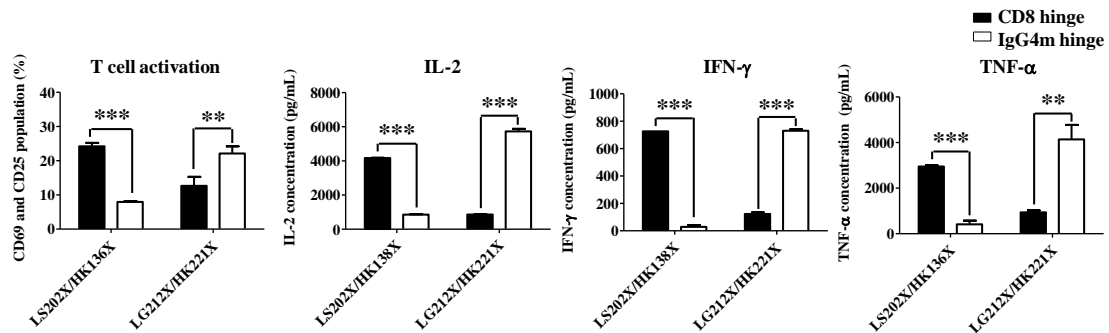 CD8 hinge
IgG4m hinge
T cell activation
CD69 and CD25 population (%)
40
30
20
10
0
***
**
LS202X/HK136X
LG212X/HK221X
IL-2
IL-2 concentration (pg/mL)
8000
6000
4000
2000
0
***
***
LS202X/HK138X
LG212X/HK221X
IFN-γ
IFN-γ concentration (pg/mL)
1000
800
600
400
200
0
***
***
LS202X/HK138X
LG212X/HK221X
TNF-α
TNF-α concentration (pg/mL)
6000
4000
2000
0
***
**
LS202X/HK136X
LG212X/HK221X